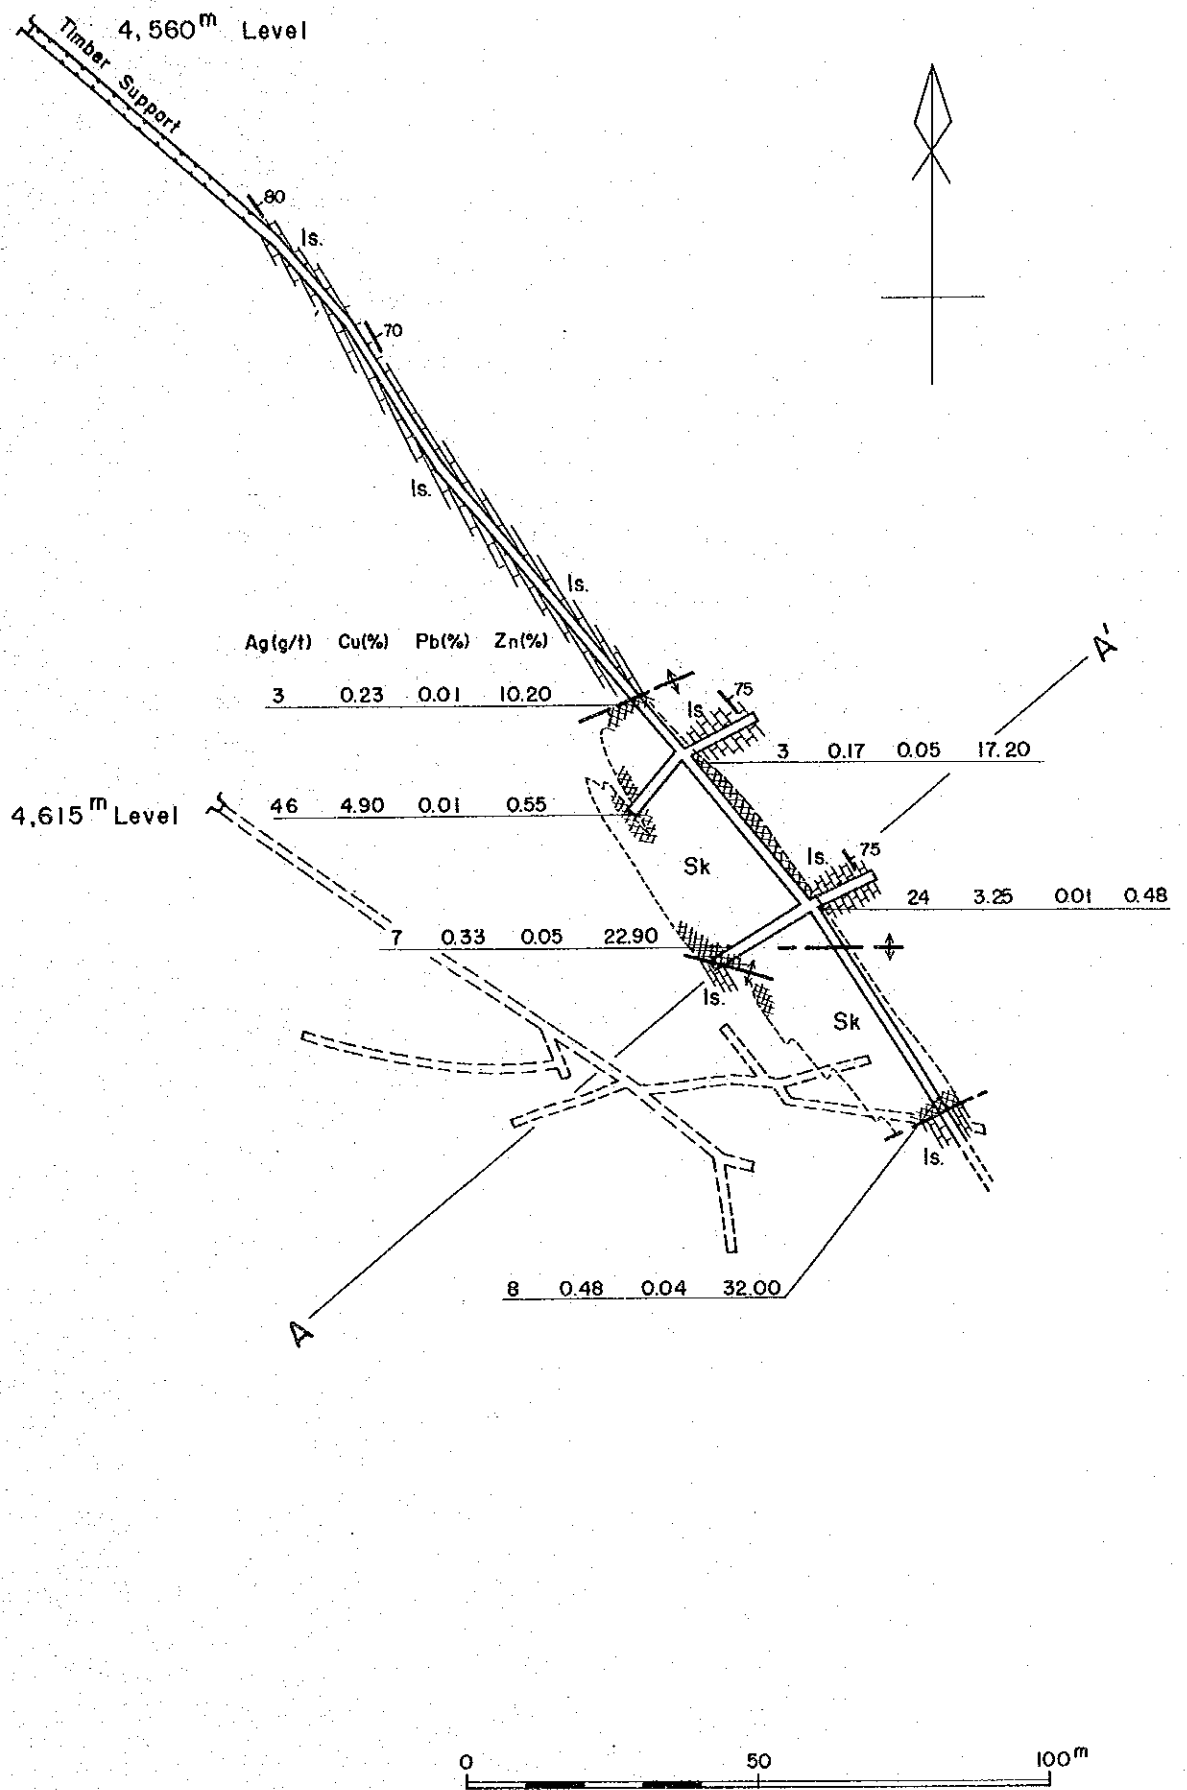 4,560m Level
Timber Support
80
ls.
70
ls.
ls.
Ag(g/t) Cu(%) Pb(%) Zn(%)
3 0.23 0.01 10.20
A'
75
ls.
3 0.17 0.05 17.20
4,615m Level
46 4.90 0.01 0.55
Sk
ls.
75
24 3.25 0.01 0.48
7 0.33 0.05 22.90
ls.
Sk
ls.
8 0.48 0.04 32.00
A
0 50 100m